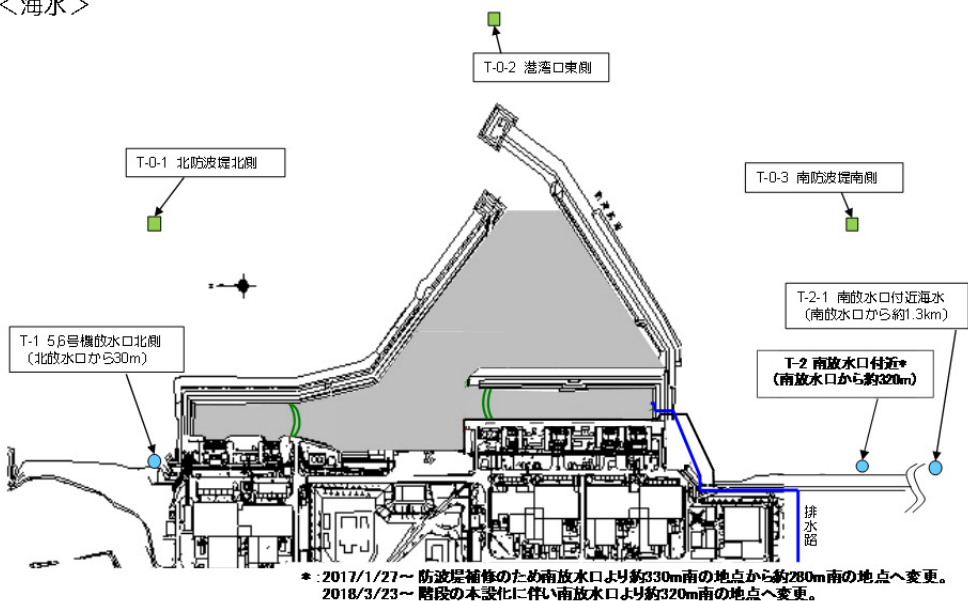 ＜海水＞
T-0-2 港湾口東側
T-0-1 北防波堤北側
T-0-3 南防波堤南側
T-2-1 南放水口付近海水
（南放水口から約1.3km）
T-1 5,6号機放水口北側
（北放水口から30m）
T-2 南放水口付近*
（南放水口から約320m）
排水路
*：2017/1/27～ 防波堤補修のため南放水口より約330m南の地点から約280m南の地点へ変更。
2018/3/23～ 階段の本設化に伴い南放水口より約320m南の地点へ変更。